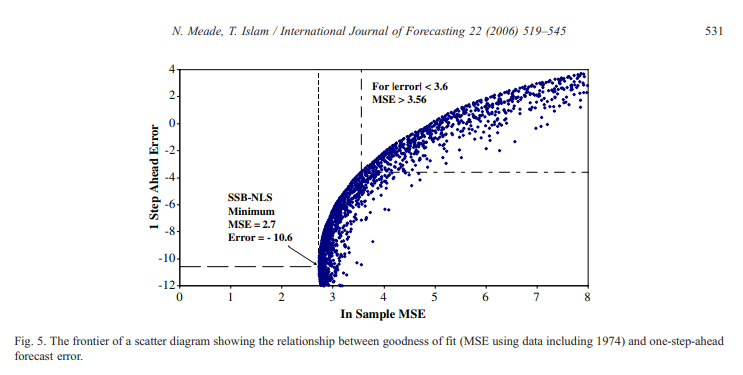 N. Meade, T. Islam / International Journal of Forecasting 22 (2006) 519–545
531
4
2
0
-2
-4
-6
-8
-10
-12
1 Step Ahead Error
For |error| < 3.6
MSE > 3.56
SSB-NLS
Minimum
MSE = 2.7
Error = - 10.6
0 1 2 3 4 5 6 7 8
In Sample MSE
Fig. 5. The frontier of a scatter diagram showing the relationship between goodness of fit (MSE using data including 1974) and one-step-ahead
forecast error.